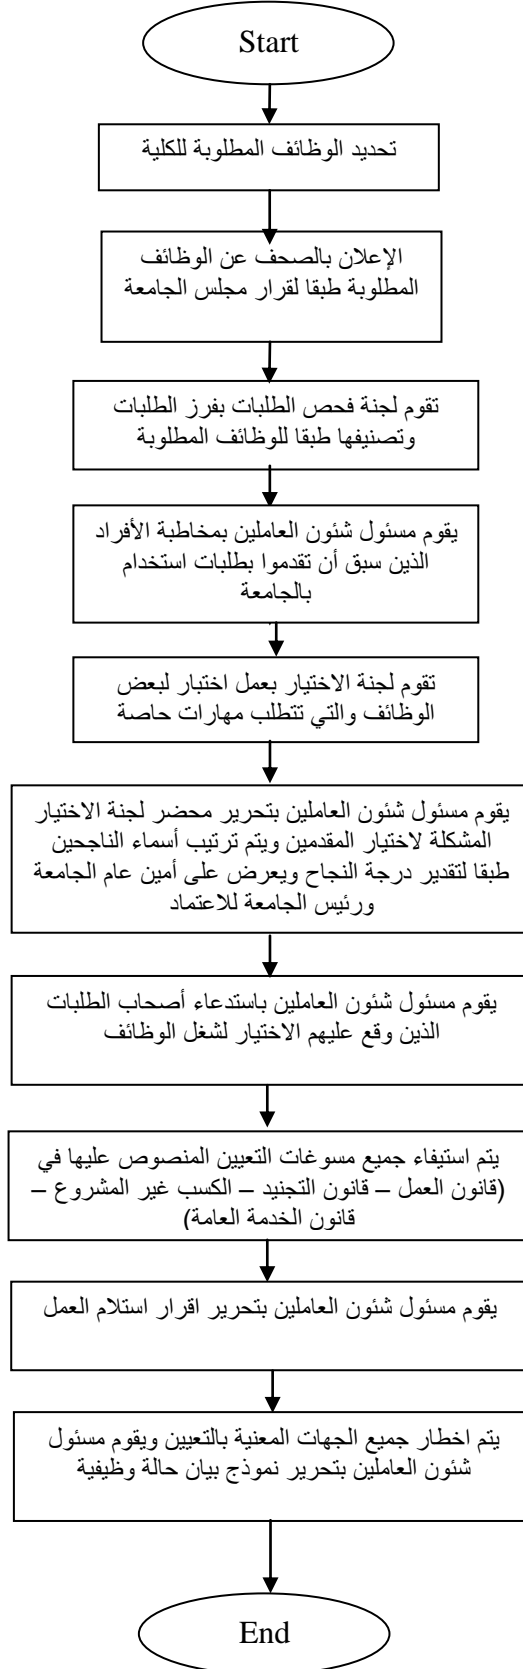 Start
تحديد الوظائف المطلوبة للكلية
الإعلان بالصحف عن الوظائف
المطلوبة طبقا لقرار مجلس الجامعة
تقوم لجنة فحص الطلبات بفرز الطلبات
وتصنيفها طبقا للوظائف المطلوبة
يقوم مسئول شئون العاملين بمخاطبة الأفراد
الذين سبق أن تقدموا بطلبات استخدام
بالجامعة
تقوم لجنة الاختيار بعمل اختبار لبعض
الوظائف والتي تتطلب مهارات حاصة
يقوم مسئول شئون العاملين بتحرير محضر لجنة الاختيار
المشكلة لاختيار المقدمين ويتم ترتيب أسماء الناجحين
طبقا لتقدير درجة النجاح ويعرض على أمين عام الجامعة
ورئيس الجامعة للاعتماد
يقوم مسئول شئون العاملين باستدعاء أصحاب الطلبات
الذين وقع عليهم الاختيار لشغل الوظائف
يتم استيفاء جميع مسوغات التعيين المنصوص عليها في
(قانون العمل – قانون التجنيد – الكسب غير المشروع –
قانون الخدمة العامة)
يقوم مسئول شئون العاملين بتحرير اقرار استلام العمل
يتم اخطار جميع الجهات المعنية بالتعيين ويقوم مسئول
شئون العاملين بتحرير نموذج بيان حالة وظيفية
End